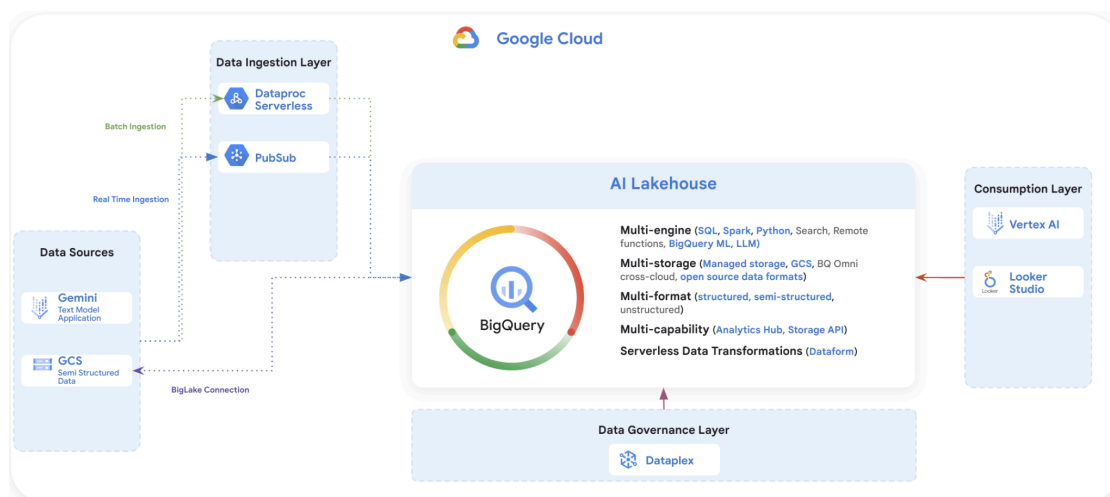 Google Cloud
Data Ingestion Layer
Dataproc
Serverless
Batch Ingestion
PubSub
Real Time Ingestion
Data Sources
Gemini
Text Model
Application
GCS
Semi Structured
Data
BigLake Connection
AI Lakehouse
BigQuery
Multi-engine (SQL, Spark, Python, Search, Remote
functions, BigQuery ML, LLM)
Multi-storage (Managed storage, GCS, BQ Omni
cross-cloud, open source data formats)
Multi-format (structured, semi-structured,
unstructured)
Multi-capability (Analytics Hub, Storage API)
Serverless Data Transformations (Dataform)
Consumption Layer
Vertex AI
Looker
Looker
Studio
Data Governance Layer
Dataplex